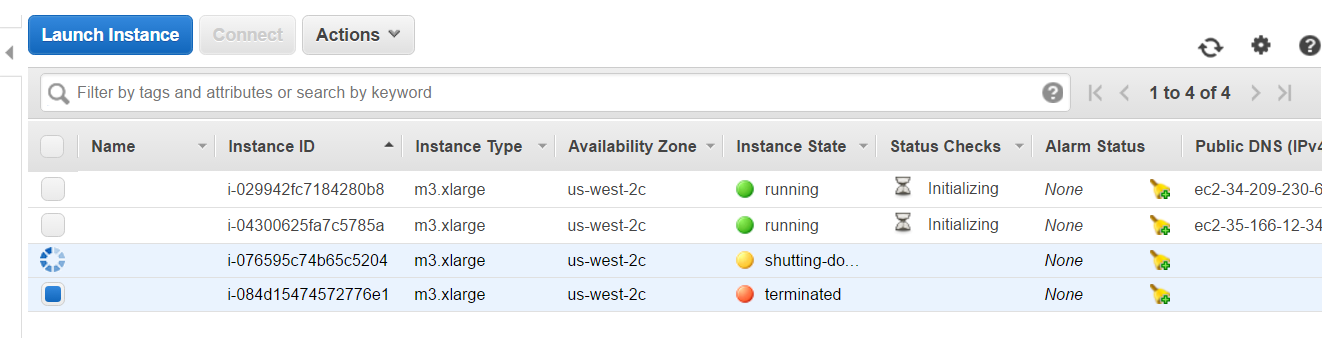 Launch Instance Connect Actions
Filter by tags and attributes or search by keyword 1 to 4 of 4
Name Instance ID Instance Type Availability Zone Instance State Status Checks Alarm Status Public DNS (IPv4
i-029942fc7184280b8 m3.xlarge us-west-2c running Initializing None ec2-34-209-230-6
i-04300625fa7c5785a m3.xlarge us-west-2c running Initializing None ec2-35-166-12-34
i-076595c74b65c5204 m3.xlarge us-west-2c shutting-do... None
i-084d15474572776e1 m3.xlarge us-west-2c terminated None